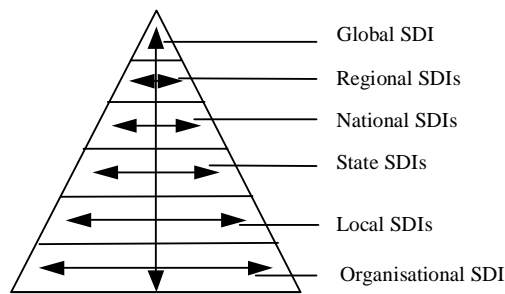 Global SDI
Regional SDIs
National SDIs
State SDIs
Local SDIs
Organisational SDI